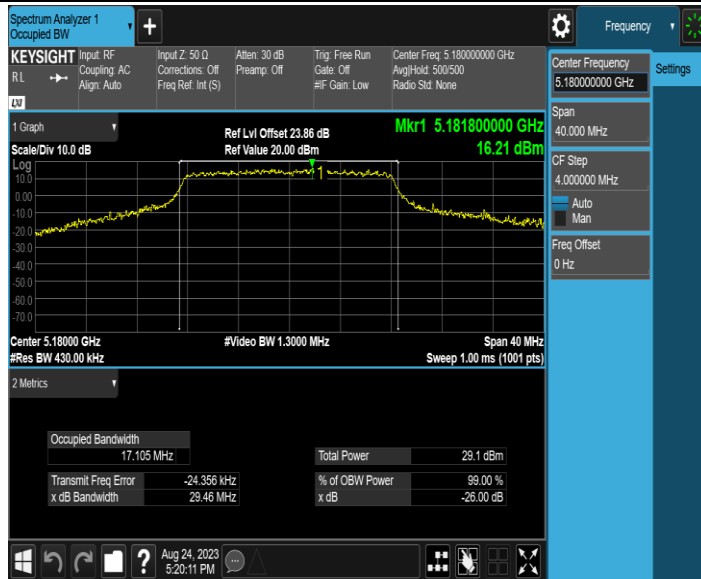 Spectrum Analyzer 1
Occupied BW
+
Frequency
KEYSIGHT
RL
LXI
Input: RF
Coupling: AC
Align: Auto
Input Z: 50 Ω
Corrections: Off
Freq Ref: Int (S)
Atten: 30 dB
Preamp: Off
Trig: Free Run
Gate: Off
#IF Gain: Low
Center Freq: 5.180000000 GHz
Avg|Hold: 500/500
Radio Std: None
Center Frequency
5.180000000 GHz
Settings
Span
40.000 MHz
CF Step
4.000000 MHz
Auto
Man
Freq Offset
0 Hz
1 Graph
Scale/Div 10.0 dB
Ref Lvl Offset 23.86 dB
Ref Value 20.00 dBm
Mkr1 5.181800000 GHz
16.21 dBm
Log
10.0
0.00
-10.0
-20.0
-30.0
-40.0
-50.0
-60.0
-70.0
1
Center 5.18000 GHz
#Res BW 430.00 kHz
#Video BW 1.3000 MHz
Span 40 MHz
Sweep 1.00 ms (1001 pts)
2 Metrics
Occupied Bandwidth
17.105 MHz
Total Power 29.1 dBm
Transmit Freq Error -24.356 kHz
% of OBW Power 99.00 %
x dB Bandwidth 29.46 MHz
x dB -26.00 dB
?
Aug 24, 2023
5:20:11 PM